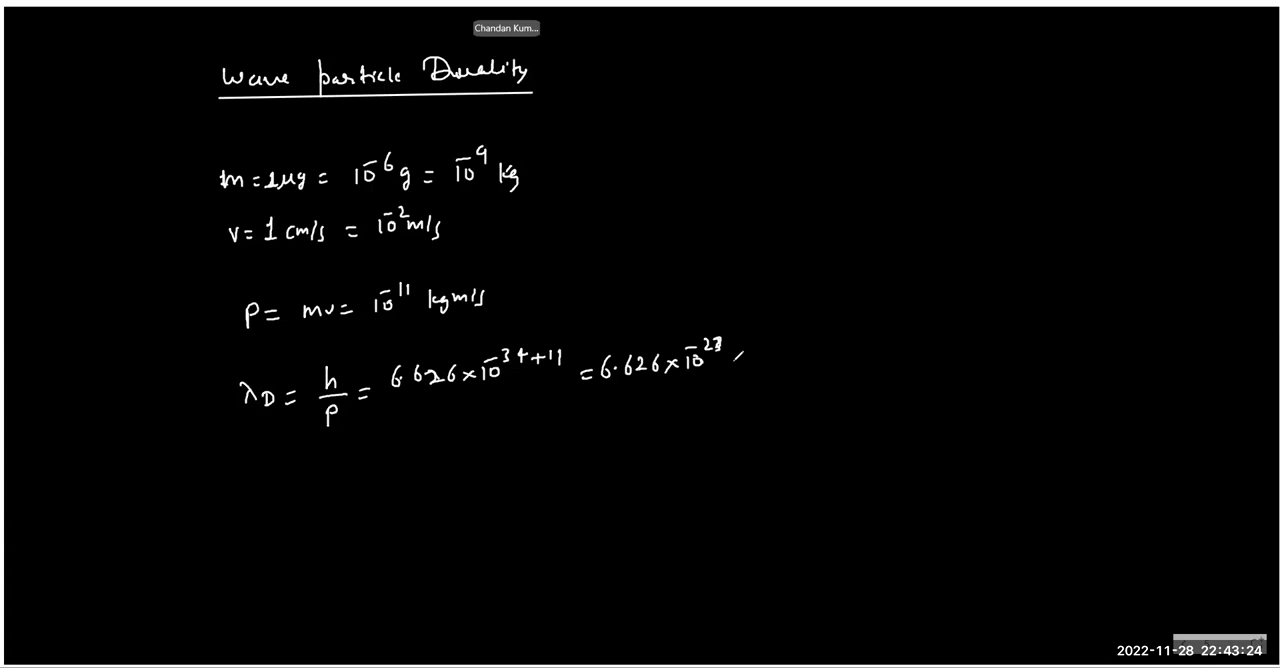 Chandan Kum...
Wave particle Duality
m = 1μg = 10⁻⁶ g = 10⁻⁹ kg
v = 1 cm/s = 10⁻² m/s
p = mv = 10⁻¹¹ kg m/s
λD = h/p = 6.626 × 10⁻³⁴⁺¹¹ = 6.626 × 10⁻²³
2022-11-28 22:43:24